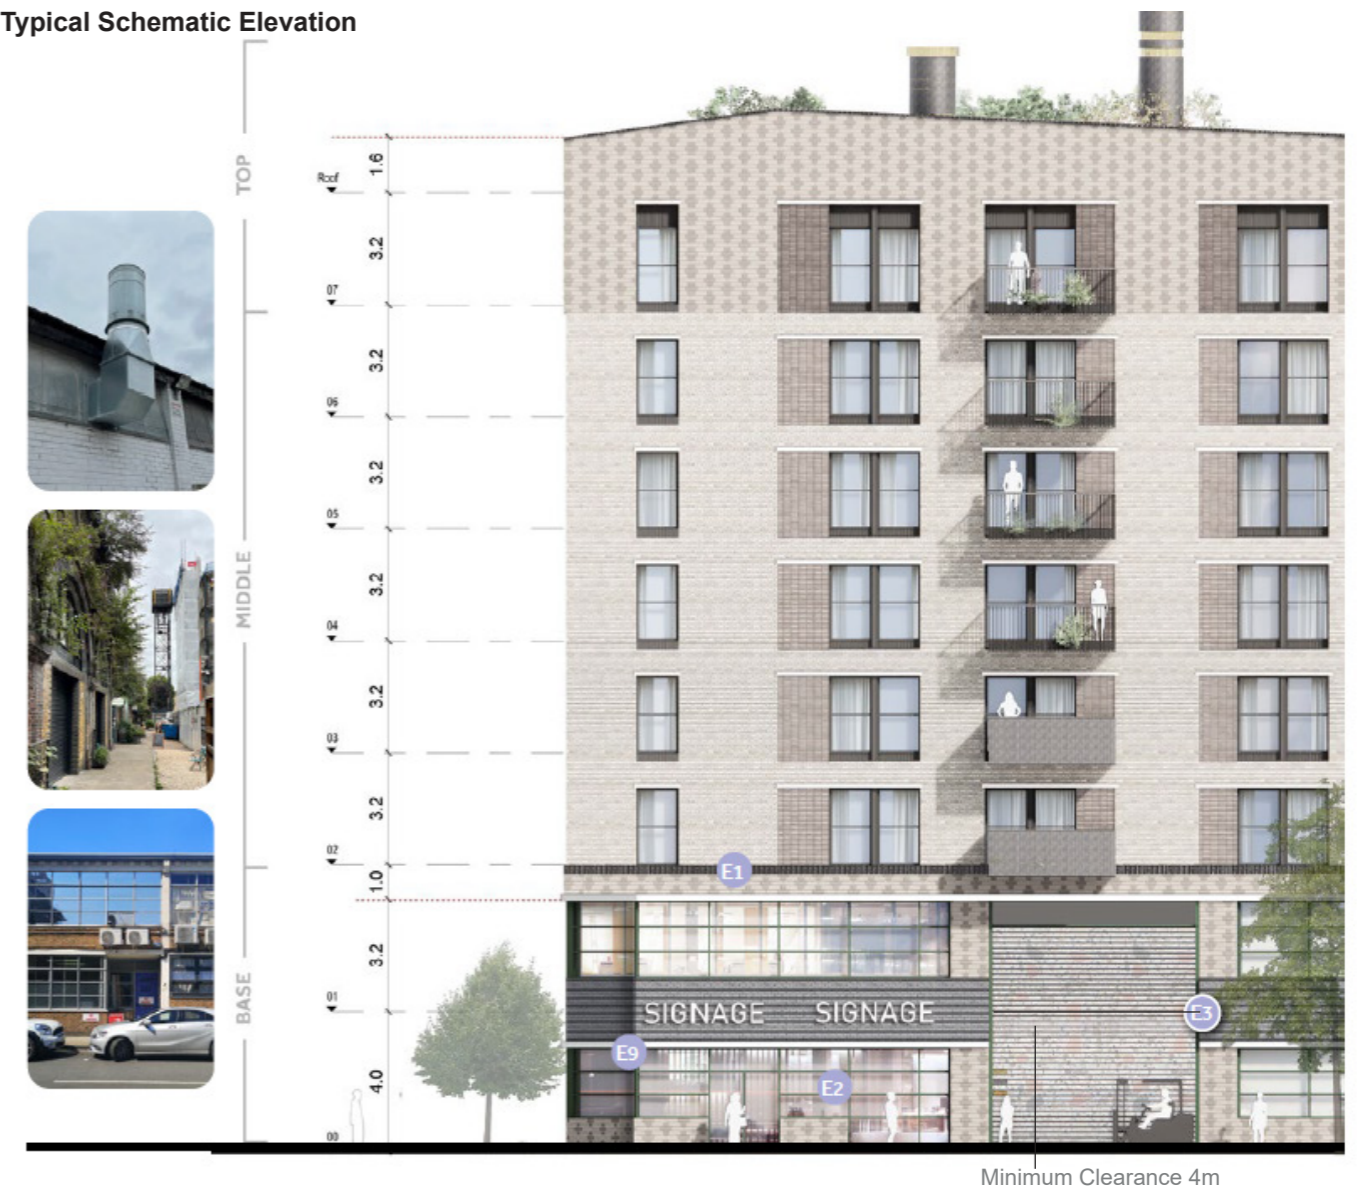 Typical Schematic Elevation
TOP
1.6
Roof
3.2
07
3.2
06
3.2
05
MIDDLE
3.2
04
3.2
03
3.2
02
E1
1.0
3.2
BASE
01
SIGNAGE SIGNAGE
E3
E9
4.0
E2
00
Minimum Clearance 4m